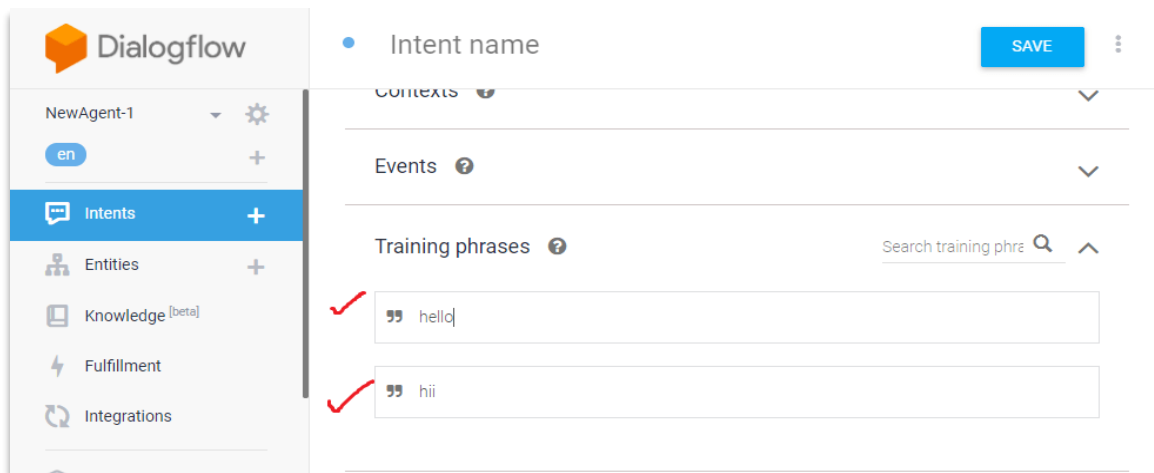 Dialogflow
Intent name
SAVE
NewAgent-1
Contexts
en
Events
Intents
Training phrases
Search training phra
Entities
Knowledge [beta]
hello
Fulfillment
hii
Integrations